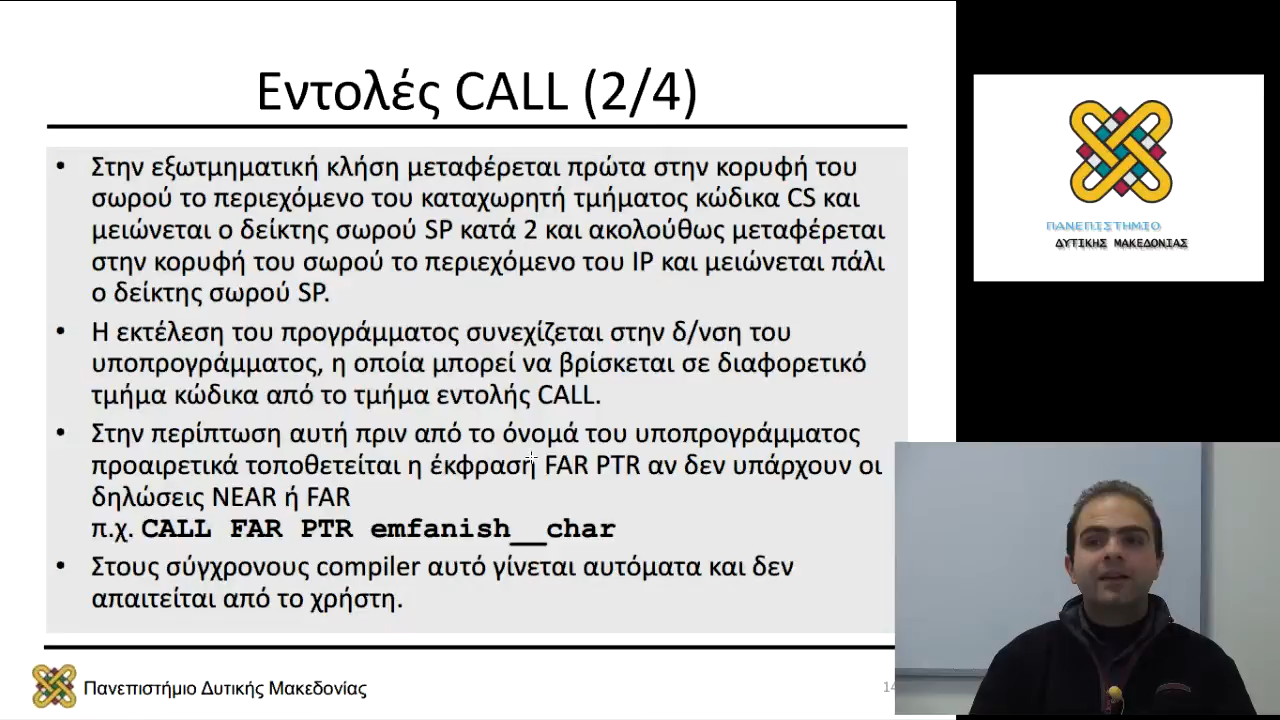 Εντολές CALL (2/4)
• Στην εξωτμηματική κλήση μεταφέρεται πρώτα στην κορυφή του
σωρού το περιεχόμενο του καταχωρητή τμήματος κώδικα CS και
μειώνεται ο δείκτης σωρού SP κατά 2 και ακολούθως μεταφέρεται
στην κορυφή του σωρού το περιεχόμενο του IP και μειώνεται πάλι
ο δείκτης σωρού SP.
• Η εκτέλεση του προγράμματος συνεχίζεται στην δ/νση του
υποπρογράμματος, η οποία μπορεί να βρίσκεται σε διαφορετικό
τμήμα κώδικα από το τμήμα εντολής CALL.
• Στην περίπτωση αυτή πριν από το όνομά του υποπρογράμματος
προαιρετικά τοποθετείται η έκφραση FAR PTR αν δεν υπάρχουν οι
δηλώσεις NEAR ή FAR
π.χ. CALL FAR PTR emfanish__char
• Στους σύγχρονους compiler αυτό γίνεται αυτόματα και δεν
απαιτείται από το χρήστη.
Πανεπιστήμιο Δυτικής Μακεδονίας
14
ΠΑΝΕΠΙΣΤΗΜΙΟ
ΔΥΤΙΚΗΣ ΜΑΚΕΔΟΝΙΑΣ